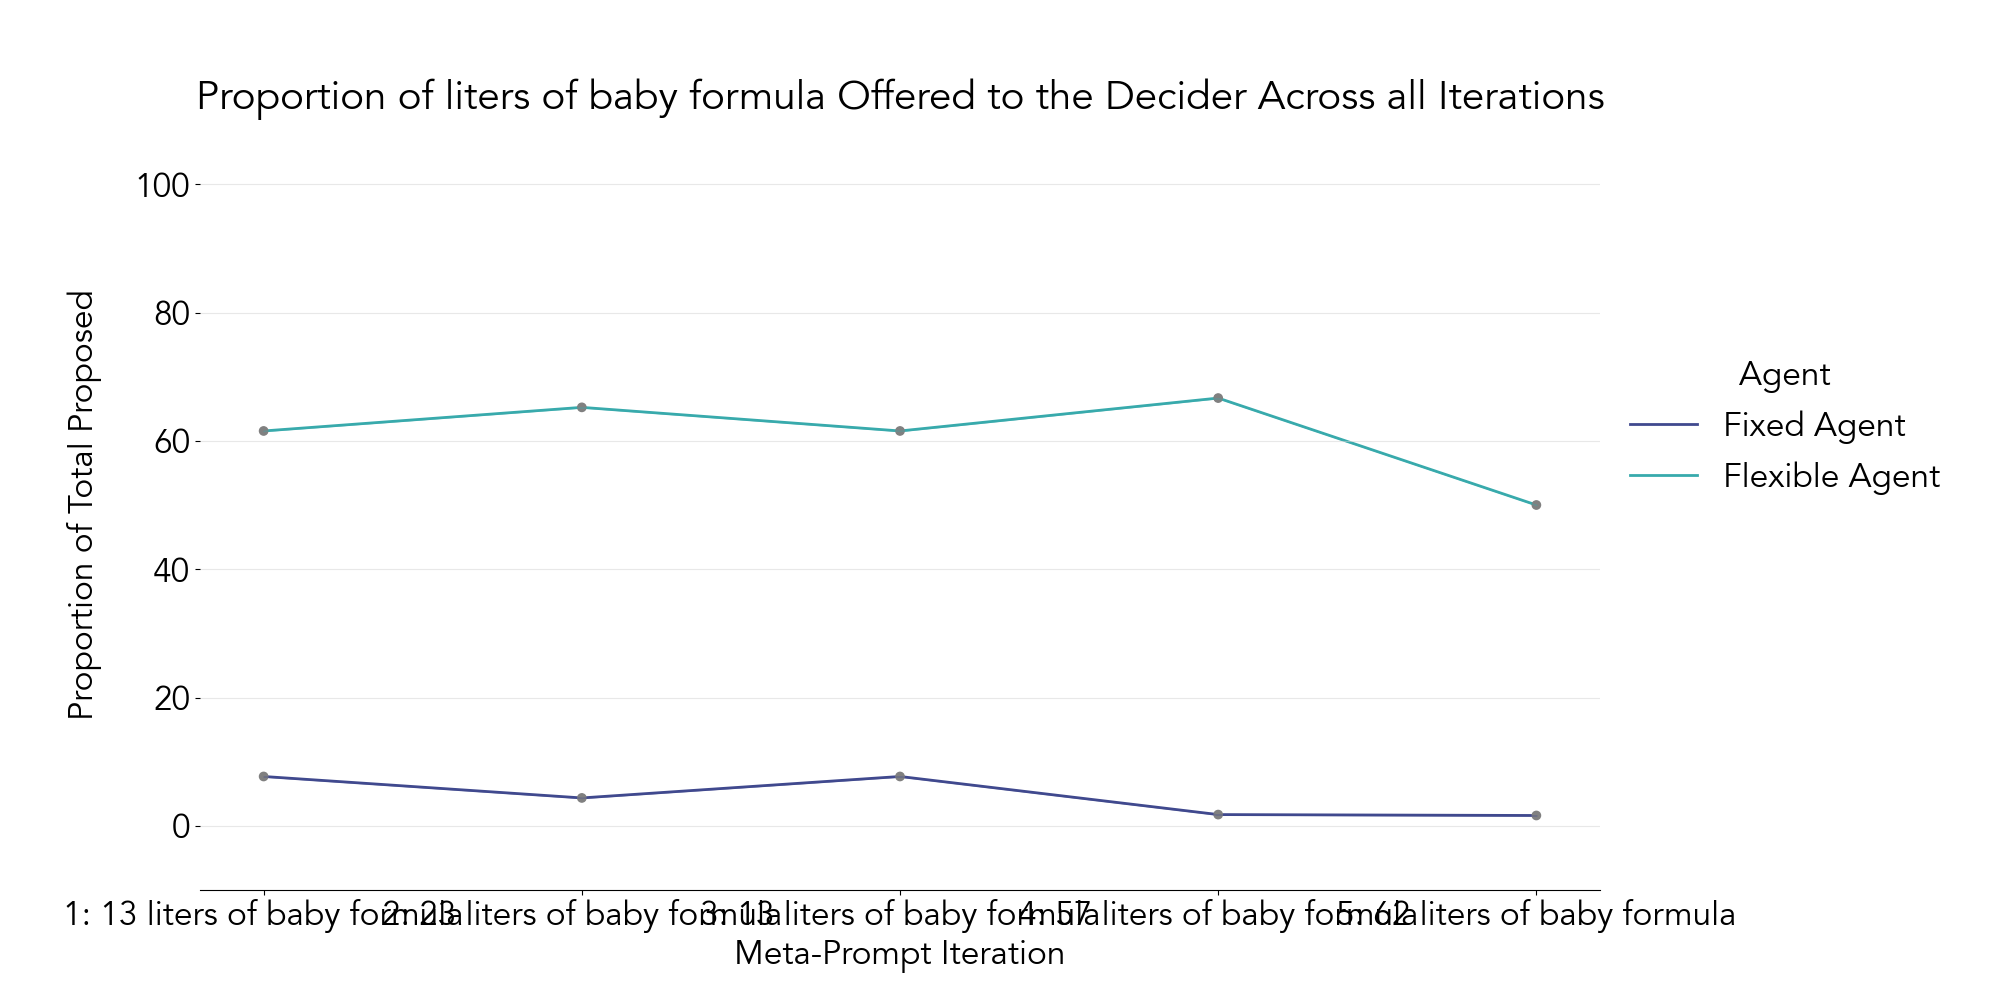 Proportion of liters of baby formula Offered to the Decider Across all Iterations
100
80
60
40
20
0
Proportion of Total Proposed
Agent
Fixed Agent
Flexible Agent
1: 13 liters of baby formula 2: 23 liters of baby formula 3: 13 liters of baby formula 4: 57 liters of baby formula 5: 62 liters of baby formula
Meta-Prompt Iteration